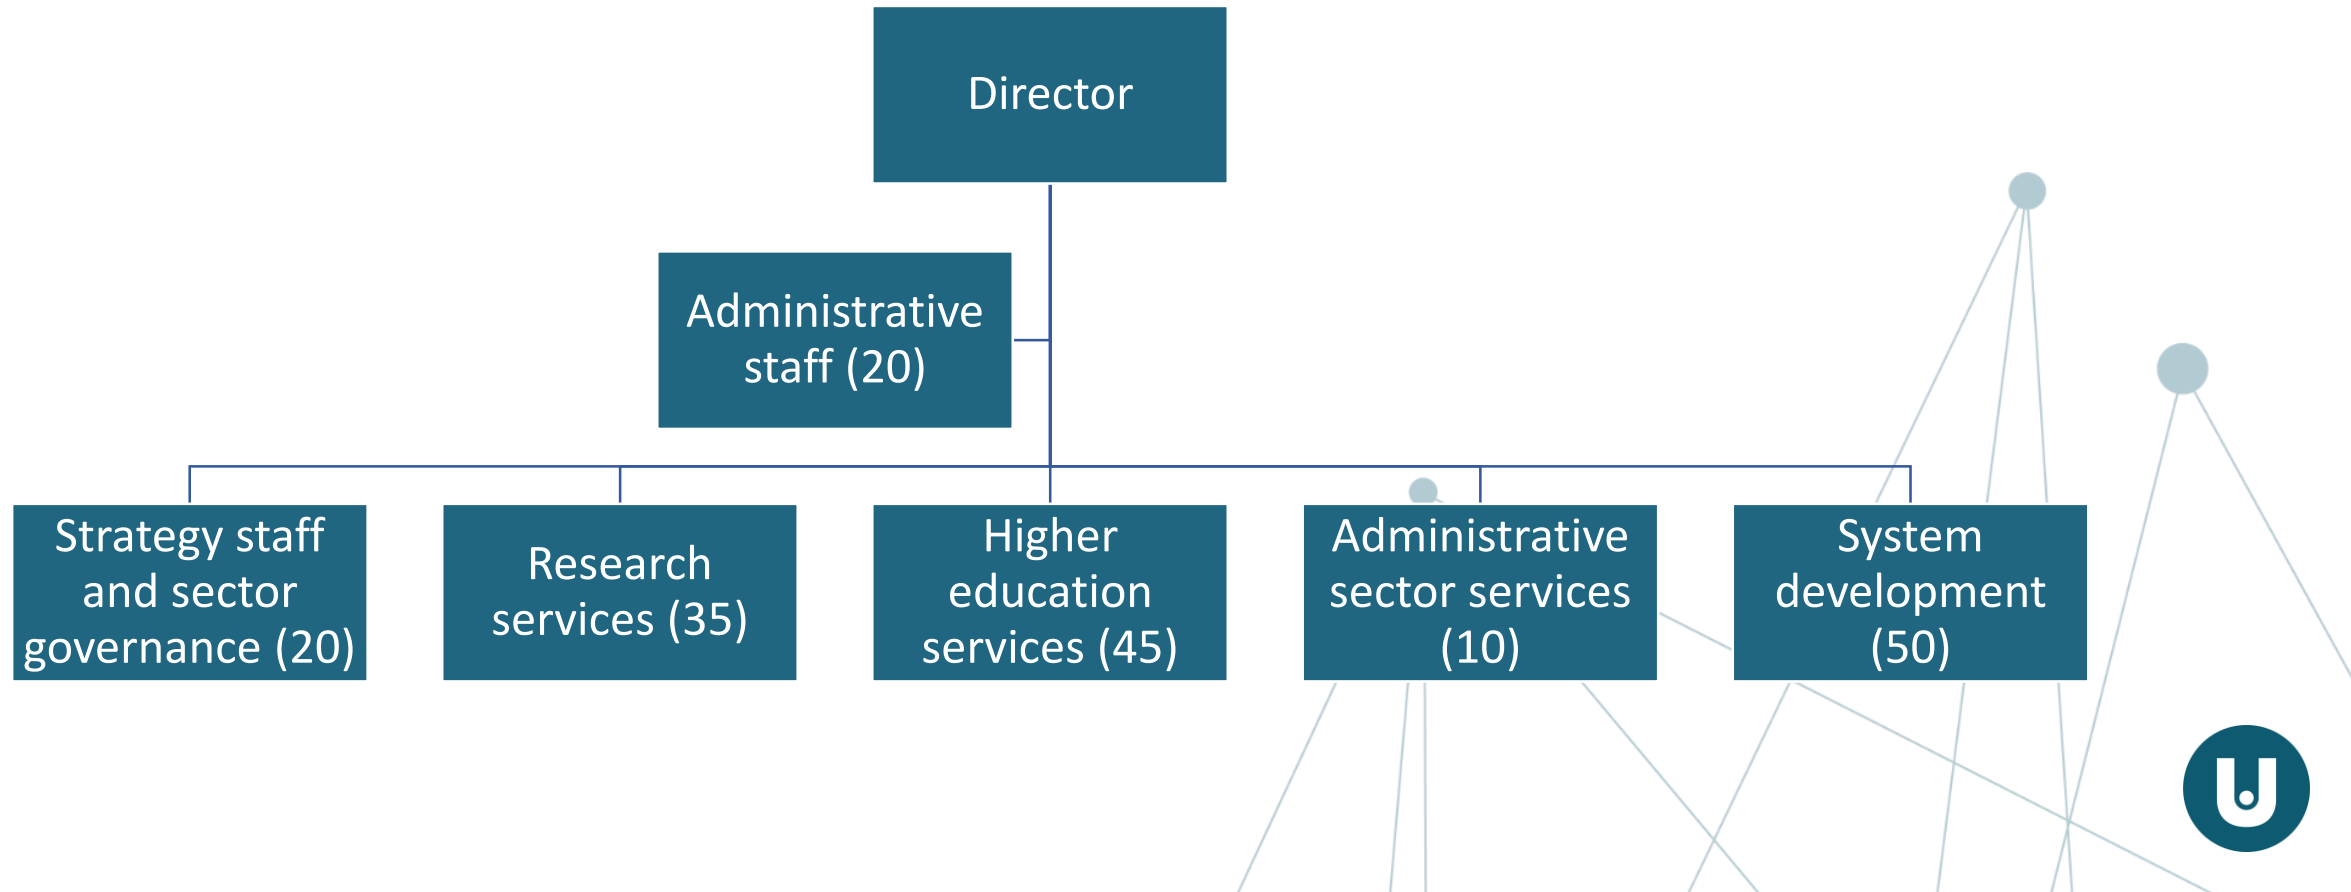 Director
Administrative
staff (20)
Strategy staff
and sector
governance (20)
Research
services (35)
Higher
education
services (45)
Administrative
sector services
(10)
System
development
(50)
U